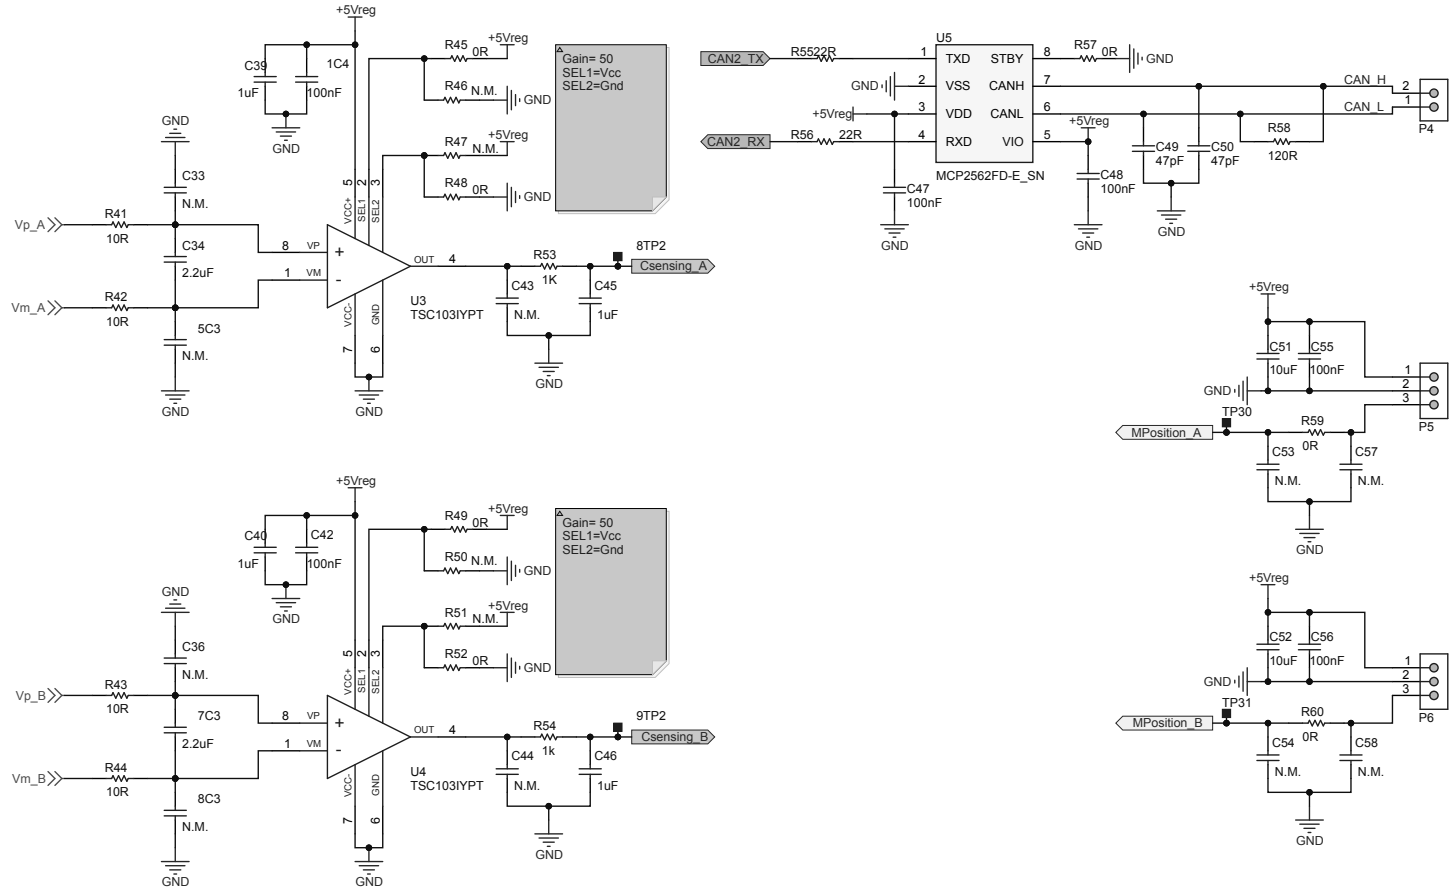 +5Vreg
C39
1uF
1C4
100nF
GND
R45
0R
+5Vreg
R46
N.M.
GND
R47
N.M.
+5Vreg
R48
0R
GND
Gain= 50
SEL1=Vcc
SEL2=Gnd
GND
C33
N.M.
Vp_A
R41
10R
C34
2.2uF
Vm_A
R42
10R
5C3
N.M.
GND
5
2
3
VCC+
SEL1
SEL2
8
VP
+
1
VM
-
OUT
4
U3
TSC103IYPT
VCC-
GND
7
6
GND
R53
1K
C43
N.M.
C45
1uF
GND
8TP2
Csensing_A
+5Vreg
C40
1uF
C42
100nF
GND
R49
0R
+5Vreg
R50
N.M.
GND
R51
N.M.
+5Vreg
R52
0R
GND
Gain= 50
SEL1=Vcc
SEL2=Gnd
GND
C36
N.M.
Vp_B
R43
10R
7C3
2.2uF
Vm_B
R44
10R
8C3
N.M.
GND
5
2
3
VCC+
SEL1
SEL2
8
VP
+
1
VM
-
OUT
4
U4
TSC103IYPT
VCC-
GND
7
6
GND
R54
1k
C44
N.M.
C46
1uF
GND
9TP2
Csensing_B
CAN2_TX
R5522R
GND
+5Vreg
CAN2_RX
R56
22R
C47
100nF
GND
U5
1
TXD
2
VSS
3
VDD
4
RXD
STBY
8
CANH
7
CANL
6
VIO
5
MCP2562FD-E_SN
R57
0R
GND
+5Vreg
C48
100nF
GND
C49
47pF
C50
47pF
GND
R58
120R
CAN_H
CAN_L
2
1
P4
+5Vreg
C51
10uF
C55
100nF
GND
1
2
3
P5
TP30
MPosition_A
R59
0R
C53
N.M.
C57
N.M.
GND
+5Vreg
C52
10uF
C56
100nF
GND
1
2
3
P6
TP31
MPosition_B
R60
0R
C54
N.M.
C58
N.M.
GND